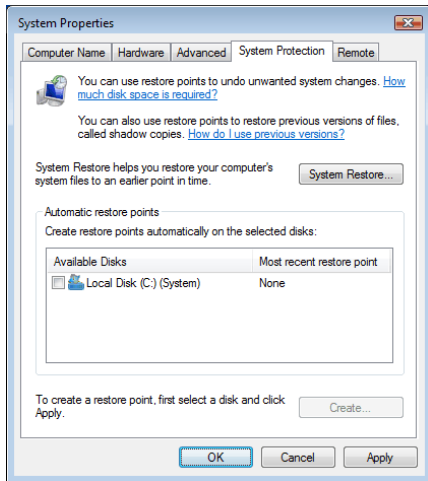 System Properties
Computer Name Hardware Advanced System Protection Remote
You can use restore points to undo unwanted system changes. How
much disk space is required?
You can also use restore points to restore previous versions of files,
called shadow copies. How do I use previous versions?
System Restore helps you restore your computer's
system files to an earlier point in time.
System Restore...
Automatic restore points
Create restore points automatically on the selected disks:
Available Disks Most recent restore point
Local Disk (C:) (System) None
To create a restore point, first select a disk and click
Apply.
Create...
OK Cancel Apply